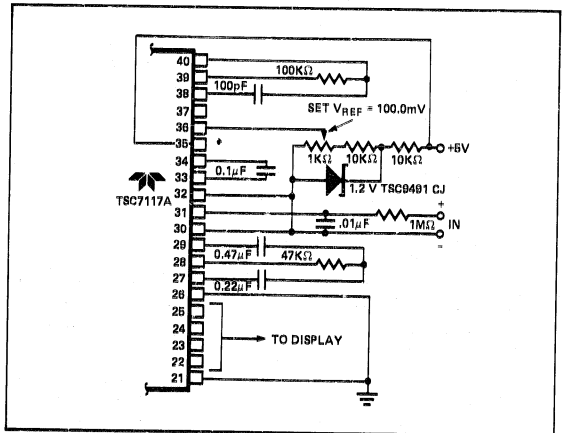 40
39
38
37
36
35
34
33
32
31
30
29
28
27
26
25
24
23
22
21
TSC7117A
100KΩ
100pF
SET VREF = 100.0mV
1KΩ
10KΩ
10KΩ
+5V
0.1μF
1.2 V TSC9491 CJ
+
IN
−
.01μF
1MΩ
0.47μF
47KΩ
0.22μF
TO DISPLAY